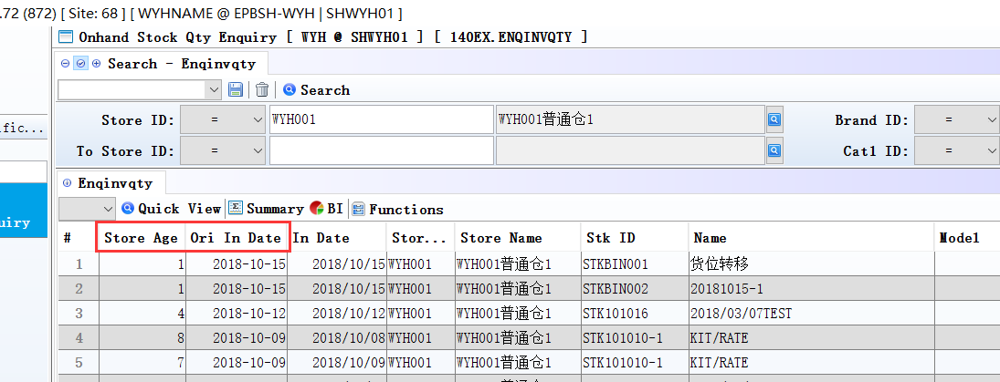 .72 (872) [ Site: 68 ] [ WYHNAME @ EPBSH-WYH | SHWYH01 ]
Onhand Stock Qty Enquiry [ WYH @ SHWYH01 ] [ 140EX.ENQINVQTY ]
Search - Enqinvqty
Search
Store ID: = WYH001 WYH001普通仓1 Brand ID: =
fic...
To Store ID: = Cat1 ID: =
Enqinvqty
Quick View Summary BI Functions
uiry
# Store Age Ori In Date In Date Stor... Store Name Stk ID Name Model
1 1 2018-10-15 2018/10/15 WYH001 WYH001普通仓1 STKBIN001 货位转移
2 1 2018-10-15 2018/10/15 WYH001 WYH001普通仓1 STKBIN002 20181015-1
3 4 2018-10-12 2018/10/12 WYH001 WYH001普通仓1 STK101016 2018/03/07TEST
4 8 2018-10-09 2018/10/08 WYH001 WYH001普通仓1 STK101010-1 KIT/RATE
5 7 2018-10-09 2018/10/09 WYH001 WYH001普通仓1 STK101010-1 KIT/RATE